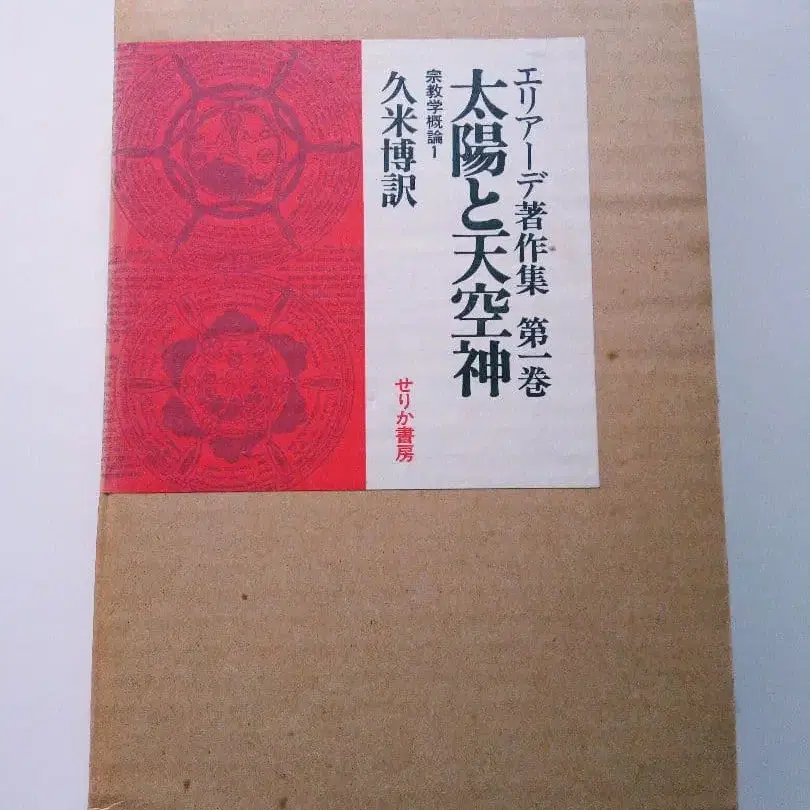 エリアーデ著作集 第一巻
太陽と天空神
宗教学概論1
久米博訳
せりか書房